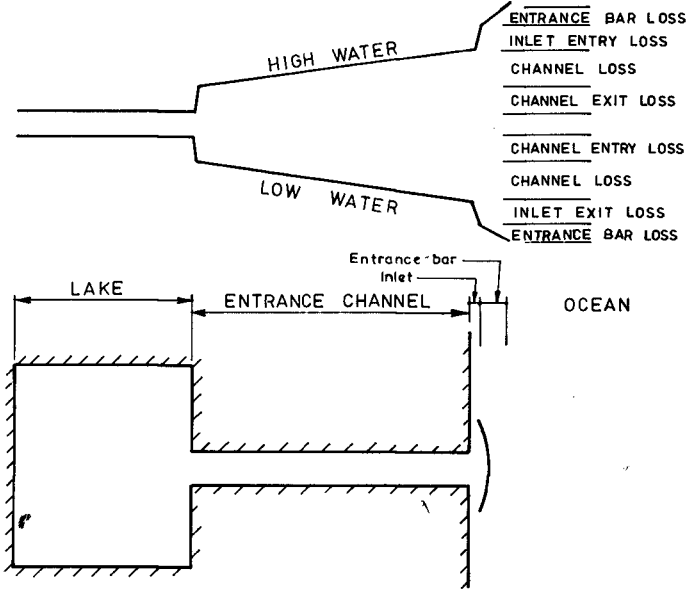 ENTRANCE BAR LOSS
INLET ENTRY LOSS
HIGH WATER
CHANNEL LOSS
CHANNEL EXIT LOSS
CHANNEL ENTRY LOSS
CHANNEL LOSS
LOW WATER
INLET EXIT LOSS
ENTRANCE BAR LOSS
Entrance-bar
Inlet
LAKE
ENTRANCE CHANNEL
OCEAN